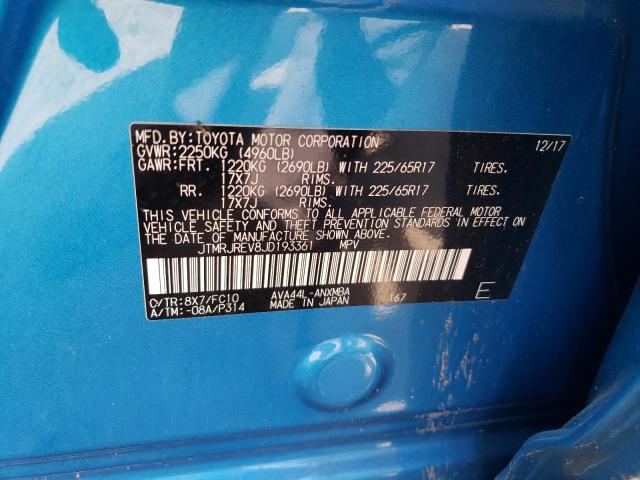 MFD. BY: TOYOTA MOTOR CORPORATION 12/17
GVWR: 2250KG (4960LB)
GAWR: FRT. 1220KG (2690LB) WITH 225/65R17 TIRES.
17X7J RIMS.
RR. 1220KG (2690LB) WITH 225/65R17 TIRES.
17X7J RIMS.
THIS VEHICLE CONFORMS TO ALL APPLICABLE FEDERAL MOTOR
VEHICLE SAFETY AND THEFT PREVENTION STANDARDS IN EFFECT ON
THE DATE OF MANUFACTURE SHOWN ABOVE.
JTMRJREV8JD193361 MPV
C/TR: 8X7/FC10 AVA44L-ANXMBA
A/TM: -08A/P314 MADE IN JAPAN 167 E